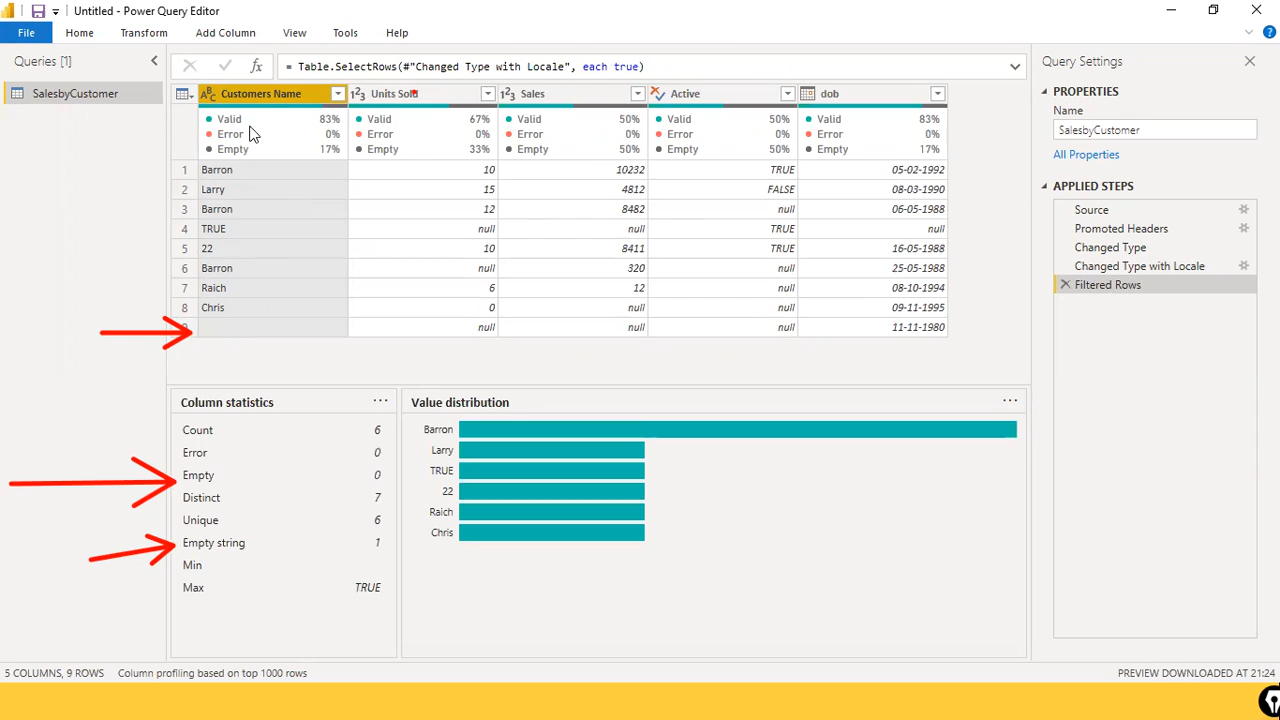 Untitled - Power Query Editor
File Home Transform Add Column View Tools Help
Queries [1]
SalesbyCustomer
= Table.SelectRows(#"Changed Type with Locale", each true)
Customers Name Units Sold Sales Active dob
Valid 83% Valid 67% Valid 50% Valid 50% Valid 83%
Error 0% Error 0% Error 0% Error 0% Error 0%
Empty 17% Empty 33% Empty 50% Empty 50% Empty 17%
1 Barron 10 10232 TRUE 05-02-1992
2 Larry 15 4812 FALSE 08-03-1990
3 Barron 12 8482 null 06-05-1988
4 TRUE null null TRUE null
5 22 10 8411 TRUE 16-05-1988
6 Barron null 320 null 25-05-1988
7 Raich 6 12 null 08-10-1994
8 Chris 0 null null 09-11-1995
null null null 11-11-1980
Column statistics
Count 6
Error 0
Empty 0
Distinct 7
Unique 6
Empty string 1
Min
Max TRUE
Value distribution
Barron
Larry
TRUE
22
Raich
Chris
Query Settings
PROPERTIES
Name
SalesbyCustomer
All Properties
APPLIED STEPS
Source
Promoted Headers
Changed Type
Changed Type with Locale
Filtered Rows
5 COLUMNS, 9 ROWS Column profiling based on top 1000 rows PREVIEW DOWNLOADED AT 21:24